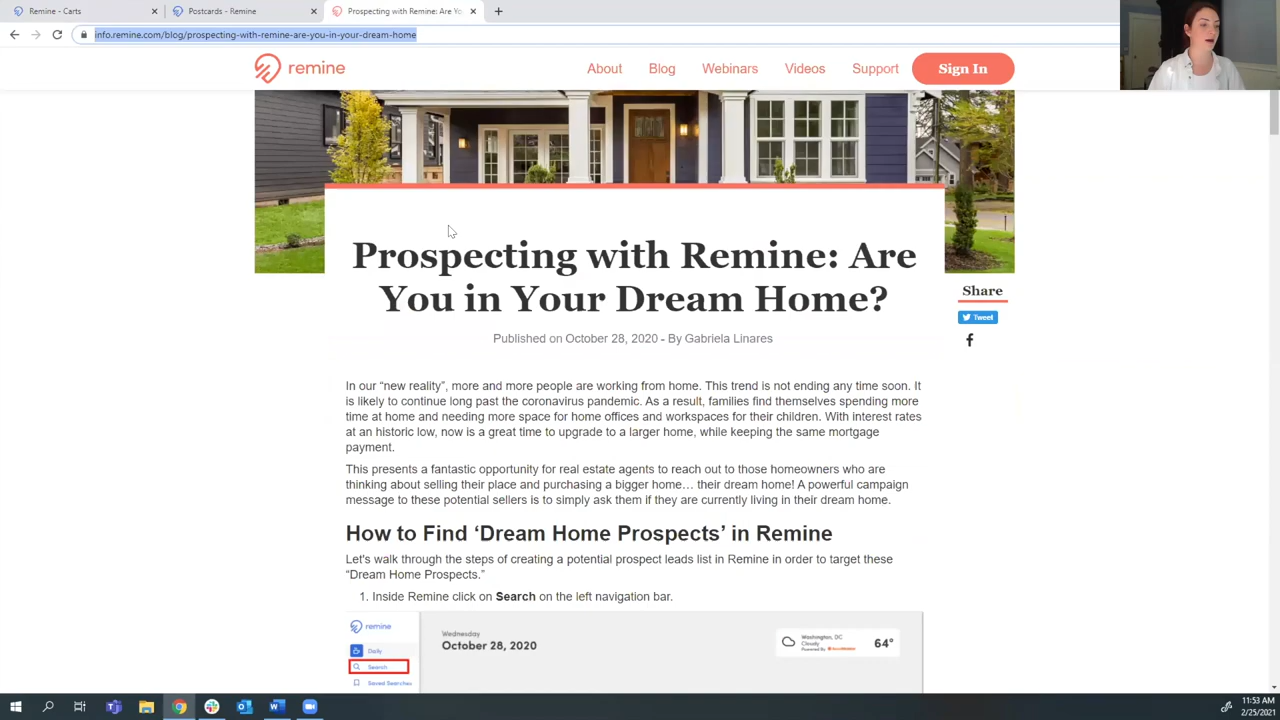 Remine - Carts
Postcards - Remine
Prospecting with Remine: Are Yo
info.remine.com/blog/prospecting-with-remine-are-you-in-your-dream-home
remine
About
Blog
Webinars
Videos
Support
Sign In
Prospecting with Remine: Are
You in Your Dream Home?
Share
Tweet
Published on October 28, 2020 - By Gabriela Linares
In our “new reality”, more and more people are working from home. This trend is not ending any time soon. It
is likely to continue long past the coronavirus pandemic. As a result, families find themselves spending more
time at home and needing more space for home offices and workspaces for their children. With interest rates
at an historic low, now is a great time to upgrade to a larger home, while keeping the same mortgage
payment.
This presents a fantastic opportunity for real estate agents to reach out to those homeowners who are
thinking about selling their place and purchasing a bigger home… their dream home! A powerful campaign
message to these potential sellers is to simply ask them if they are currently living in their dream home.
How to Find ‘Dream Home Prospects’ in Remine
Let's walk through the steps of creating a potential prospect leads list in Remine in order to target these
“Dream Home Prospects.”
1. Inside Remine click on Search on the left navigation bar.
remine
Daily
Search
Saved Searches
Wednesday
October 28, 2020
Washington, DC
Cloudy
Powered By
64°
11:53 AM
2/25/2021